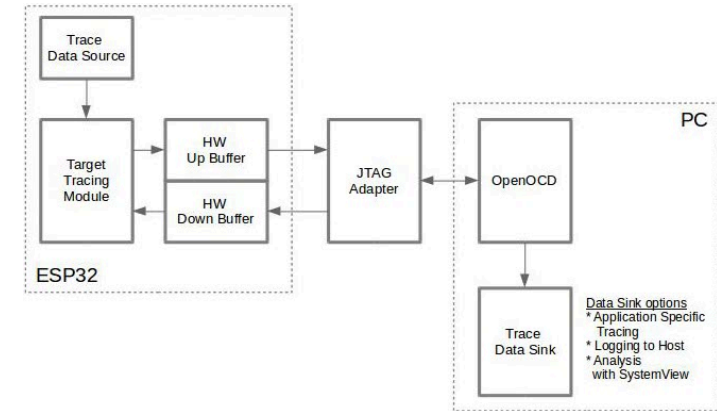 Trace
Data Source
Target
Tracing
Module
HW
Up Buffer
HW
Down Buffer
ESP32
JTAG
Adapter
PC
OpenOCD
Trace
Data Sink
Data Sink options
* Application Specific
Tracing
* Logging to Host
* Analysis
with SystemView